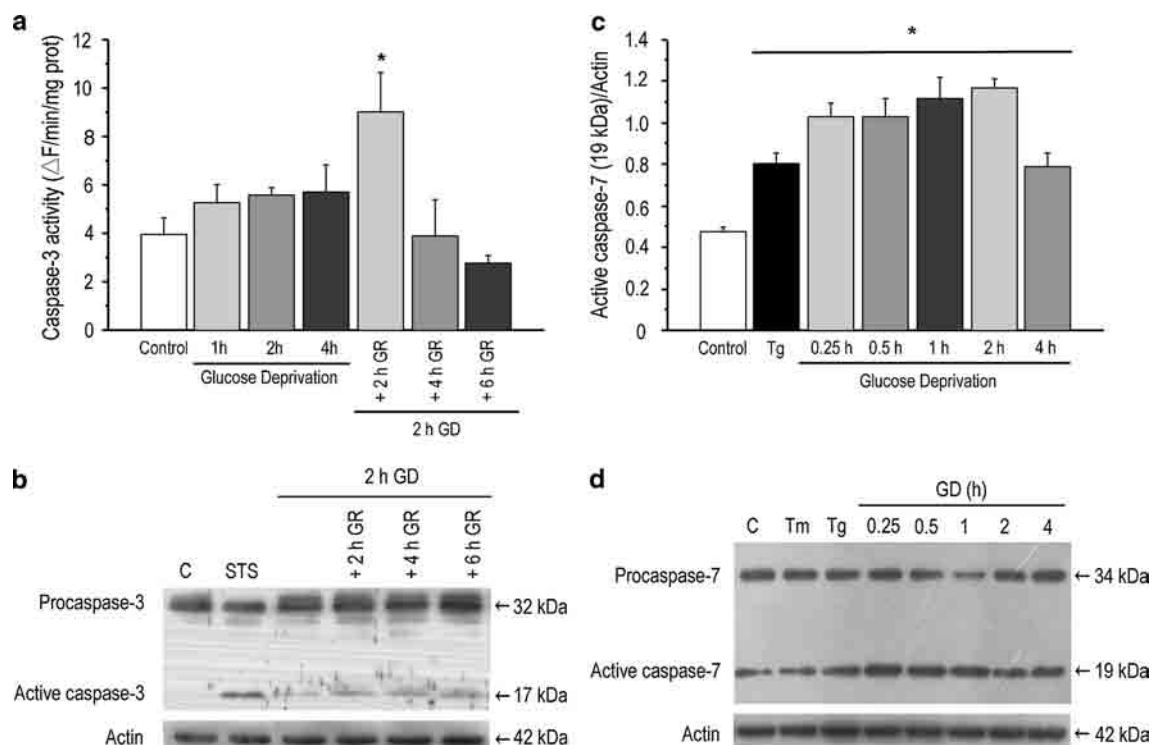 a
Caspase-3 activity (△F/min/mg prot)
14
12
10
8
6
4
2
0
*
Control
1h
2h
4h
+ 2 h GR
+ 4 h GR
+ 6 h GR
Glucose Deprivation
2 h GD
c
Active caspase-7 (19 kDa)/Actin
1.4
1.2
1.0
0.8
0.6
0.4
0.2
0
*
Control
Tg
0.25 h
0.5 h
1 h
2 h
4 h
Glucose Deprivation
b
2 h GD
C
STS
+ 2 h GR
+ 4 h GR
+ 6 h GR
Procaspase-3
← 32 kDa
Active caspase-3
← 17 kDa
Actin
← 42 kDa
d
GD (h)
C Tm Tg 0.25 0.5 1 2 4
Procaspase-7
← 34 kDa
Active caspase-7
← 19 kDa
Actin
← 42 kDa